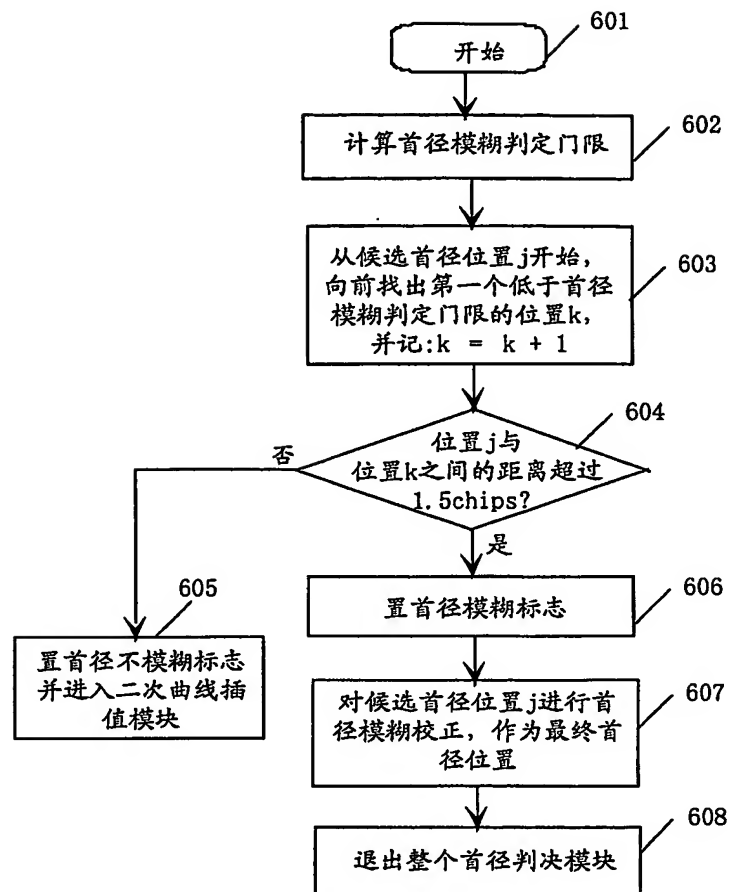 601
开始
602
计算首径模糊判定门限
603
从候选首径位置j开始,
向前找出第一个低于首径
模糊判定门限的位置k,
并记:k = k + 1
604
位置j与
位置k之间的距离超过
1.5chips?
否
是
605
置首径不模糊标志
并进入二次曲线插
值模块
606
置首径模糊标志
607
对候选首径位置j进行首
径模糊校正，作为最终首
径位置
608
退出整个首径判决模块